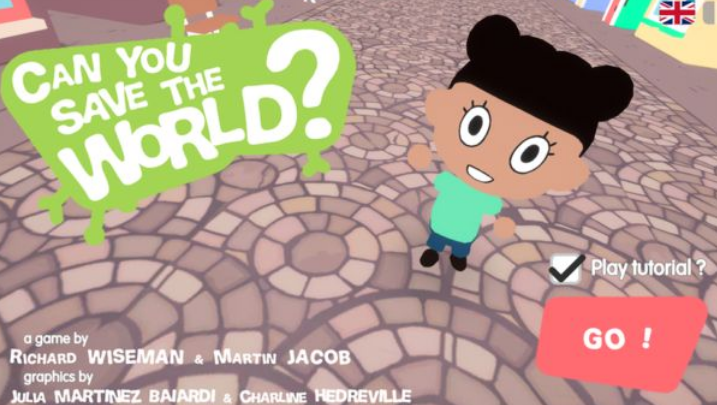 CAN YOU
SAVE THE
WORLD?
Play tutorial ?
GO !
a game by
RICHARD WISEMAN & MARTIN JACOB
graphics by
JULIA MARTINEZ BAIARDI & CHARLINE HEDREVILLE